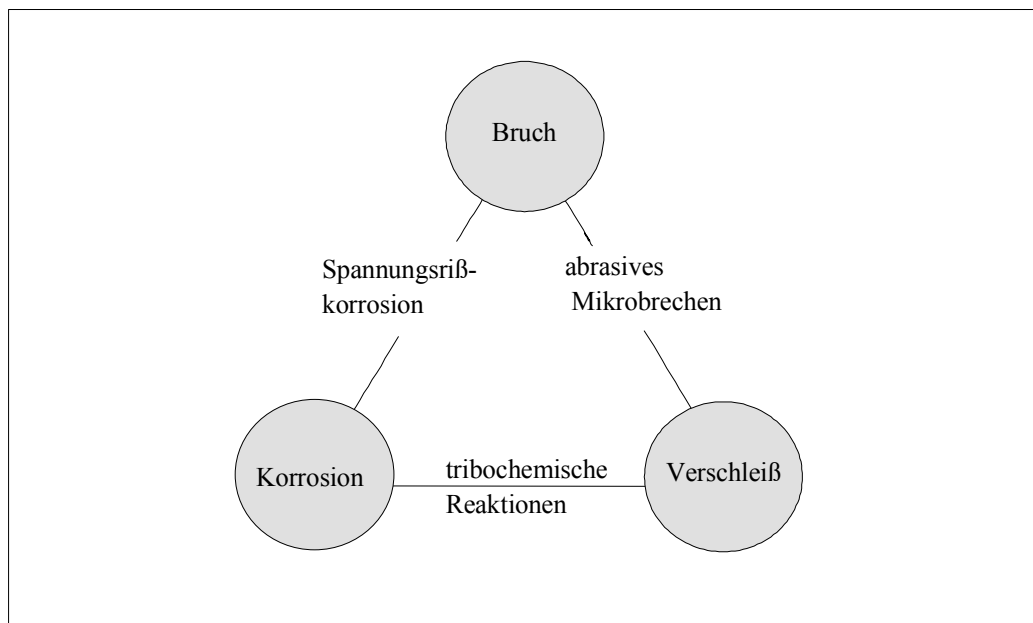 Bruch
Spannungsriß-
korrosion
abrasives
Mikrobrechen
Korrosion
tribochemische
Reaktionen
Verschleiß